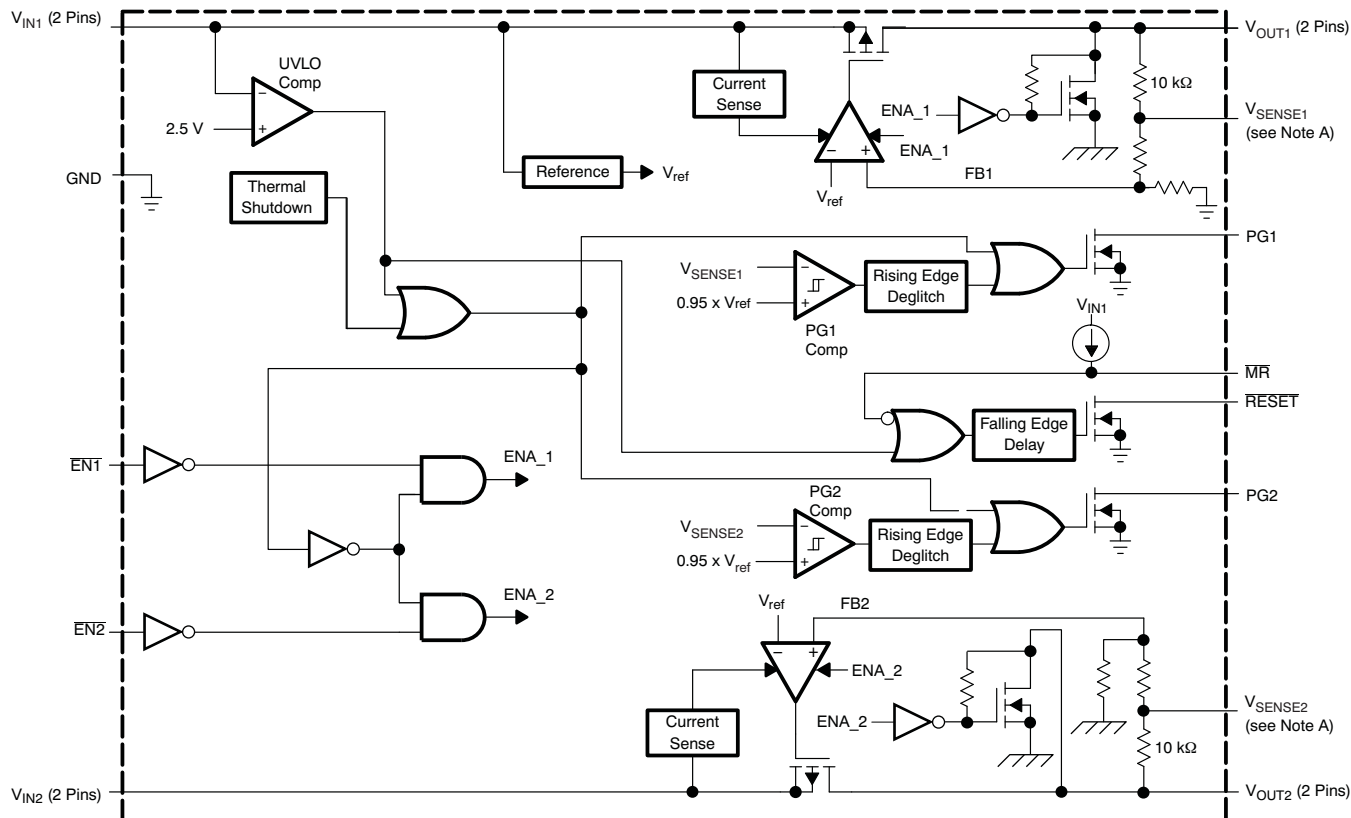 VIN1 (2 Pins)
VOUT1 (2 Pins)
UVLO
Comp
−
+
2.5 V
Current
Sense
ENA_1
10 kΩ
VSENSE1
(see Note A)
ENA_1
−
+
Vref
FB1
GND
Reference
Vref
Thermal
Shutdown
PG1
VSENSE1
−
0.95 x Vref
+
Rising Edge
Deglitch
PG1
Comp
VIN1
MR
RESET
Falling Edge
Delay
EN1
ENA_1
PG2
Comp
PG2
VSENSE2
−
0.95 x Vref
+
Rising Edge
Deglitch
EN2
ENA_2
Vref
FB2
−
+
ENA_2
Current
Sense
ENA_2
VSENSE2
(see Note A)
10 kΩ
VIN2 (2 Pins)
VOUT2 (2 Pins)